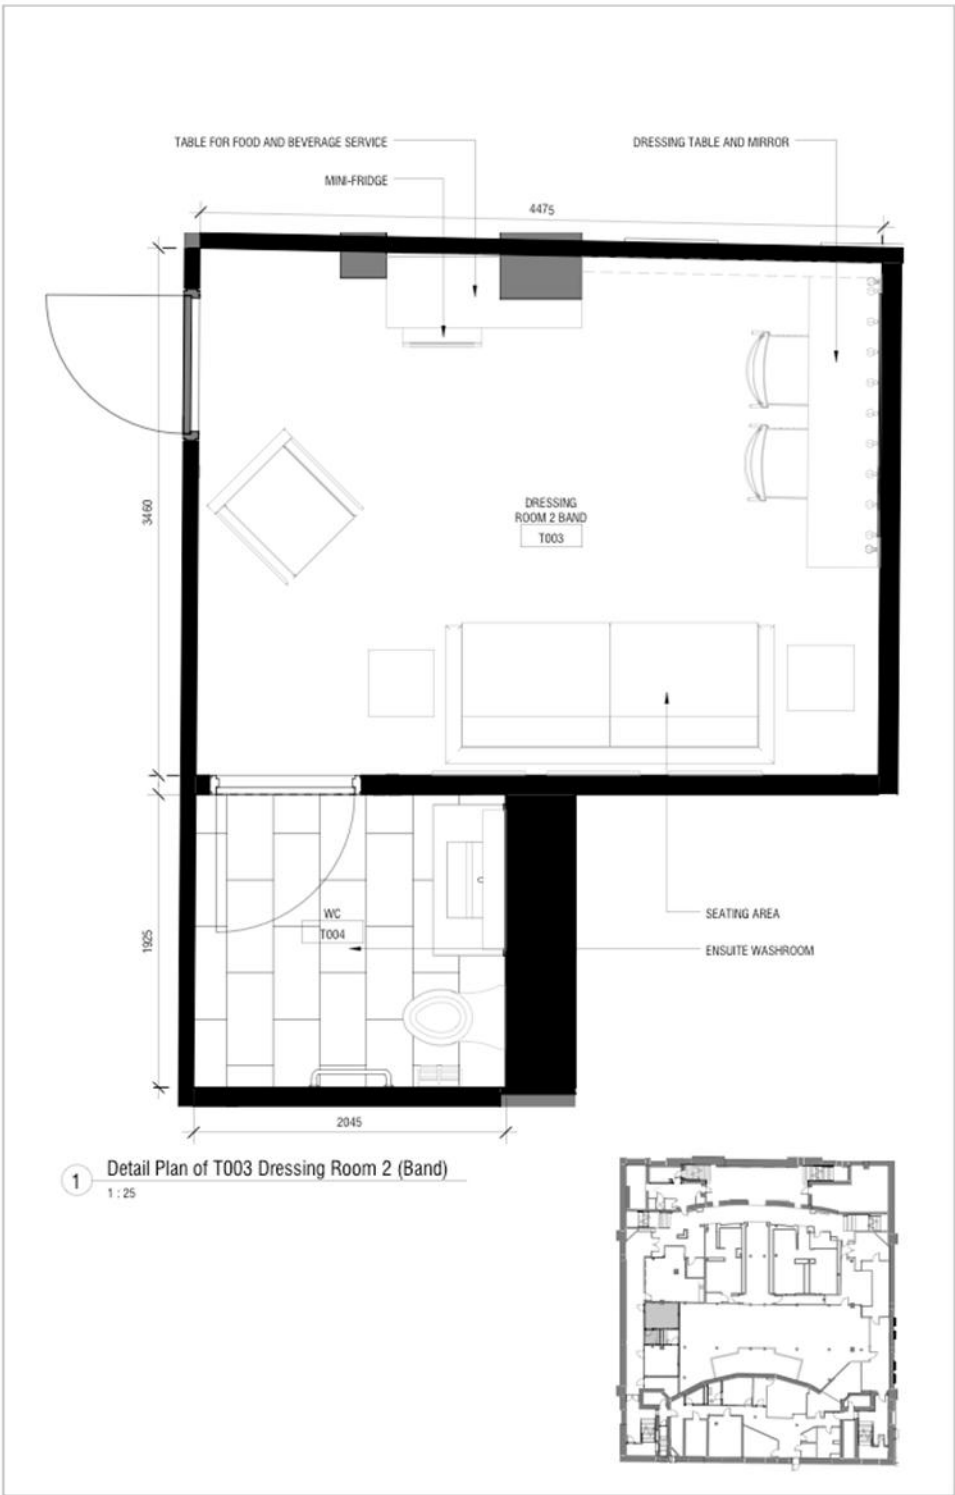 TABLE FOR FOOD AND BEVERAGE SERVICE
DRESSING TABLE AND MIRROR
MINI-FRIDGE
4475
3460
DRESSING
ROOM 2 BAND
T003
WC
T004
SEATING AREA
1925
ENSUITE WASHROOM
2045
1
Detail Plan of T003 Dressing Room 2 (Band)
1 : 25